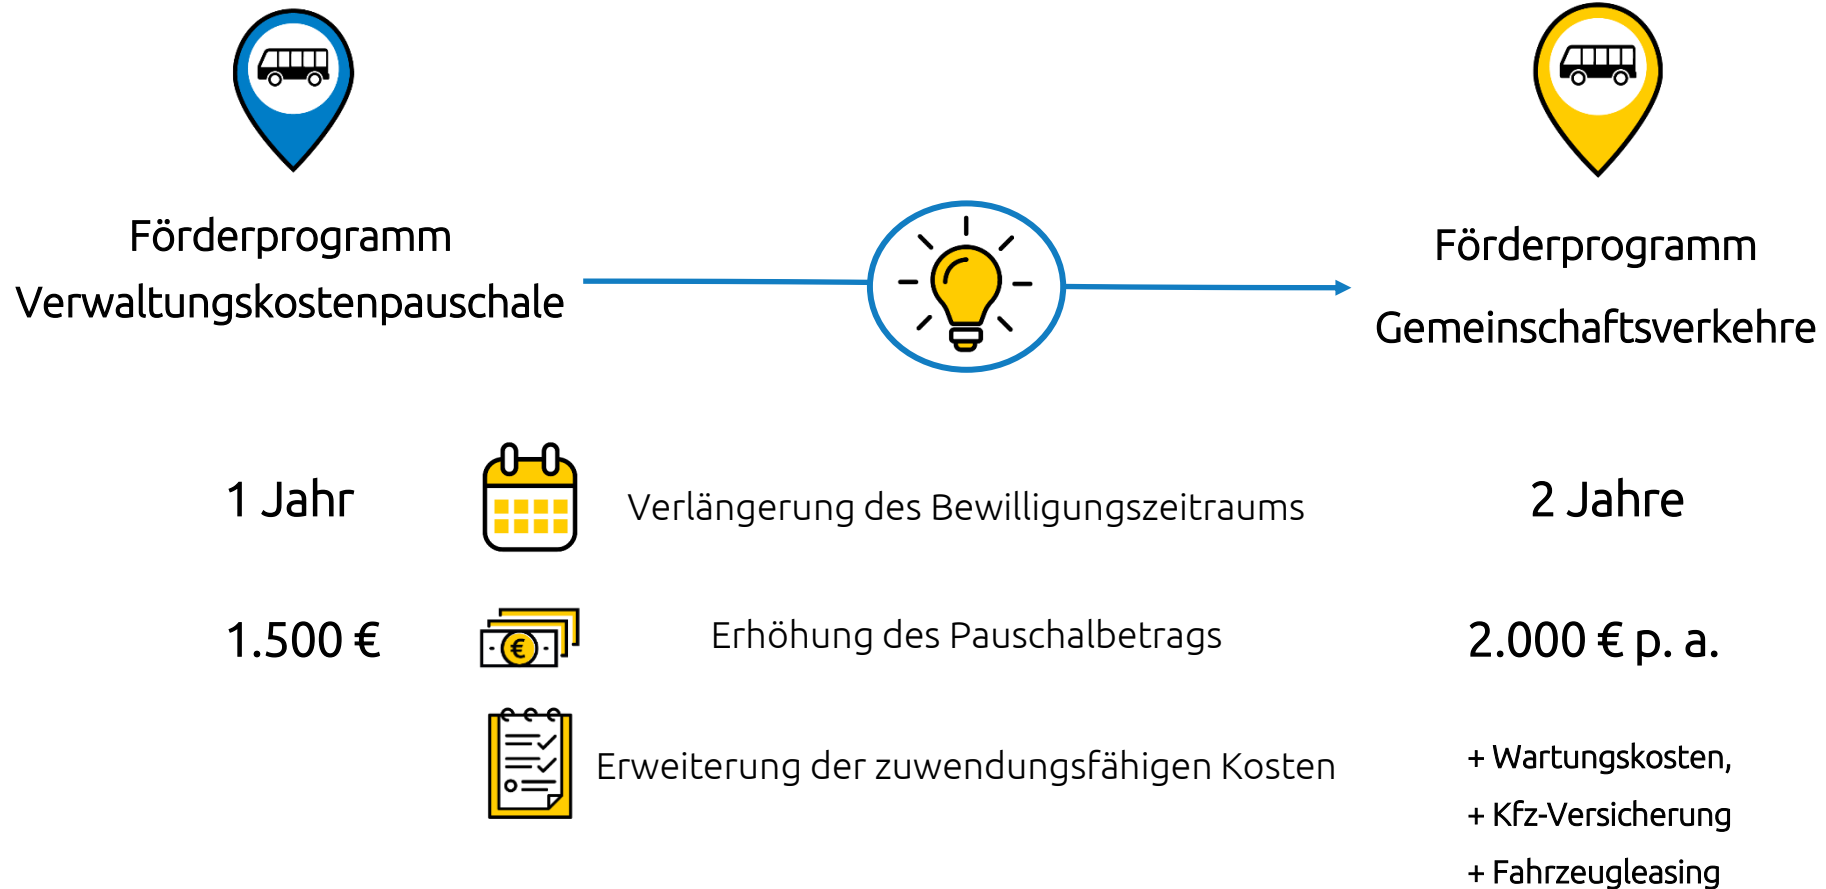 Förderprogramm
Verwaltungskostenpauschale
Förderprogramm
Gemeinschaftsverkehre
1 Jahr
Verlängerung des Bewilligungszeitraums
2 Jahre
1.500 €
€
Erhöhung des Pauschalbetrags
2.000 € p. a.
Erweiterung der zuwendungsfähigen Kosten
+ Wartungskosten,
+ Kfz-Versicherung
+ Fahrzeugleasing